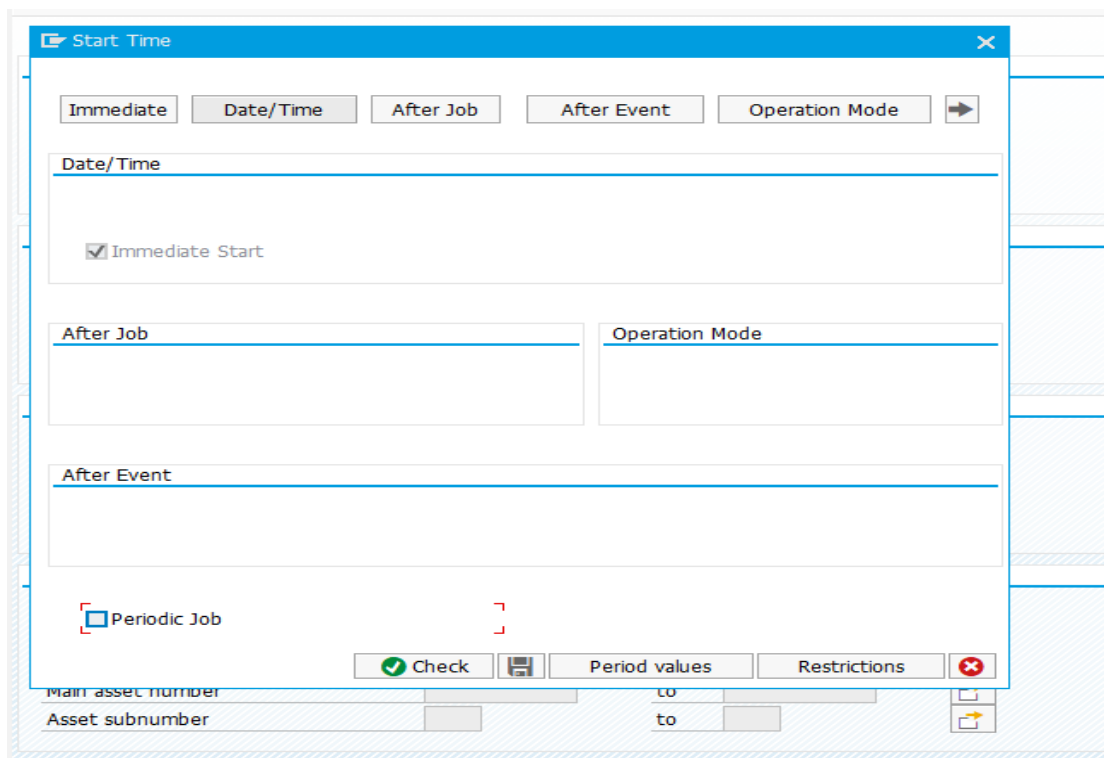 Start Time
Immediate Date/Time After Job After Event Operation Mode
Date/Time
Immediate Start
After Job Operation Mode
After Event
Periodic Job
Check Period values Restrictions
Main asset number to
Asset subnumber to